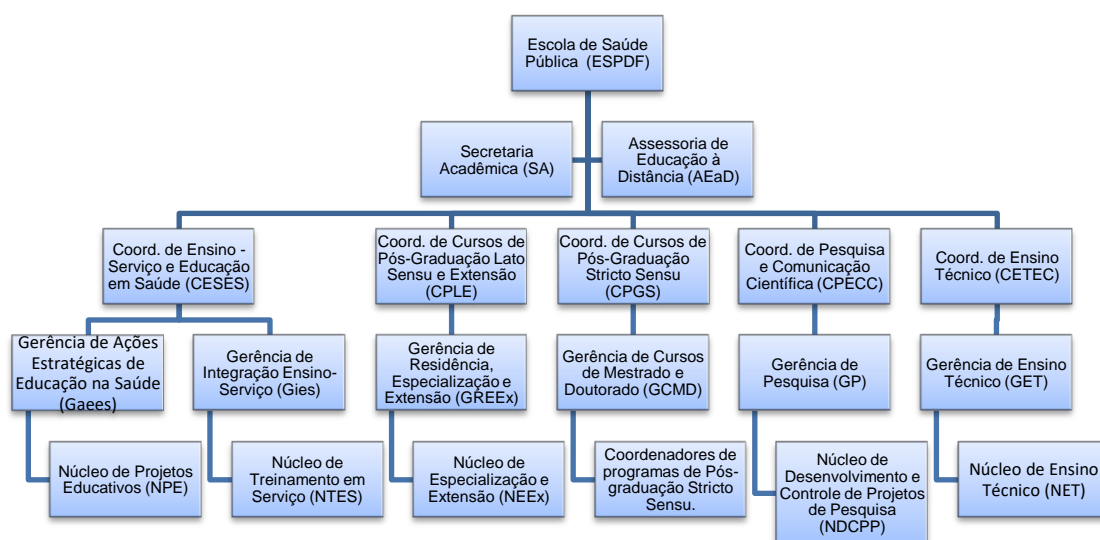 Escola de Saúde
Pública (ESPDF)
Secretaria
Acadêmica (SA)
Assessoria de
Educação à
Distância (AEaD)
Coord. de Ensino -
Serviço e Educação
em Saúde (CESES)
Coord. de Cursos de
Pós-Graduação Lato
Sensu e Extensão
(CPLE)
Coord. de Cursos de
Pós-Graduação
Stricto Sensu
(CPGS)
Coord. de Pesquisa
e Comunicação
Científica (CPECC)
Coord. de Ensino
Técnico (CETEC)
Gerência de Ações
Estratégicas de
Educação na Saúde
(Gaees)
Gerência de
Integração Ensino-
Serviço (Gies)
Gerência de
Residência,
Especialização e
Extensão (GREEx)
Gerência de Cursos
de Mestrado e
Doutorado (GCMD)
Gerência de
Pesquisa (GP)
Gerência de Ensino
Técnico (GET)
Núcleo de Projetos
Educativos (NPE)
Núcleo de
Treinamento em
Serviço (NTES)
Núcleo de
Especialização e
Extensão (NEEx)
Coordenadores de
programas de Pós-
graduação Stricto
Sensu.
Núcleo de
Desenvolvimento e
Controle de Projetos
de Pesquisa
(NDCPP)
Núcleo de Ensino
Técnico (NET)